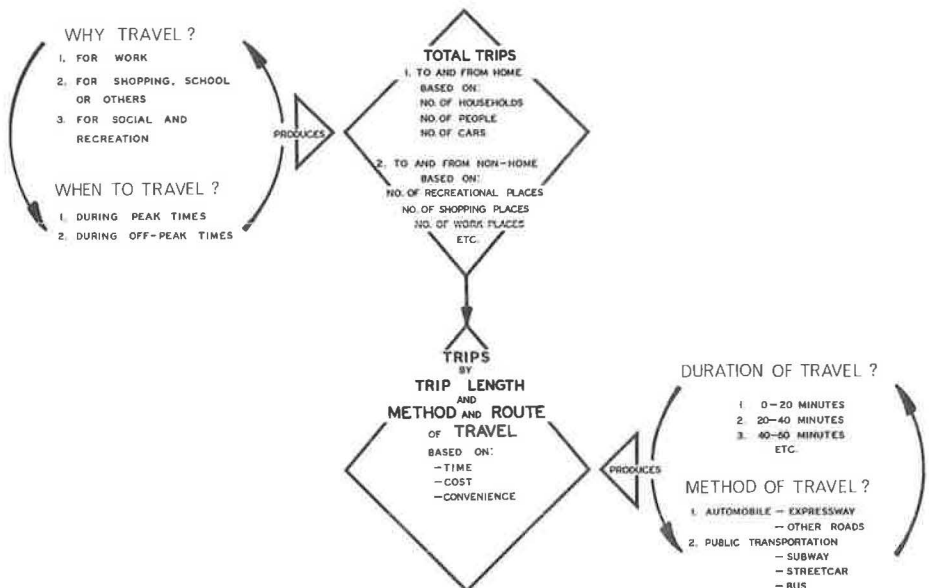 WHY TRAVEL?
1. FOR WORK
2. FOR SHOPPING, SCHOOL
OR OTHERS
3. FOR SOCIAL AND
RECREATION
WHEN TO TRAVEL?
1. DURING PEAK TIMES
2. DURING OFF-PEAK TIMES
PRODUCES
TOTAL TRIPS
1. TO AND FROM HOME
BASED ON:
NO. OF HOUSEHOLDS
NO. OF PEOPLE
NO. OF CARS
2. TO AND FROM NON-HOME
BASED ON:
NO. OF RECREATIONAL PLACES
NO. OF SHOPPING PLACES
NO. OF WORK PLACES
ETC.
TRIPS
BY
TRIP LENGTH
AND
METHOD AND ROUTE
OF TRAVEL
BASED ON:
-TIME
-COST
-CONVENIENCE
PRODUCES
DURATION OF TRAVEL?
1. 0-20 MINUTES
2. 20-40 MINUTES
3. 40-60 MINUTES
ETC.
METHOD OF TRAVEL?
1. AUTOMOBILE - EXPRESSWAY
- OTHER ROADS
2. PUBLIC TRANSPORTATION
- SUBWAY
- STREETCAR
- BUS